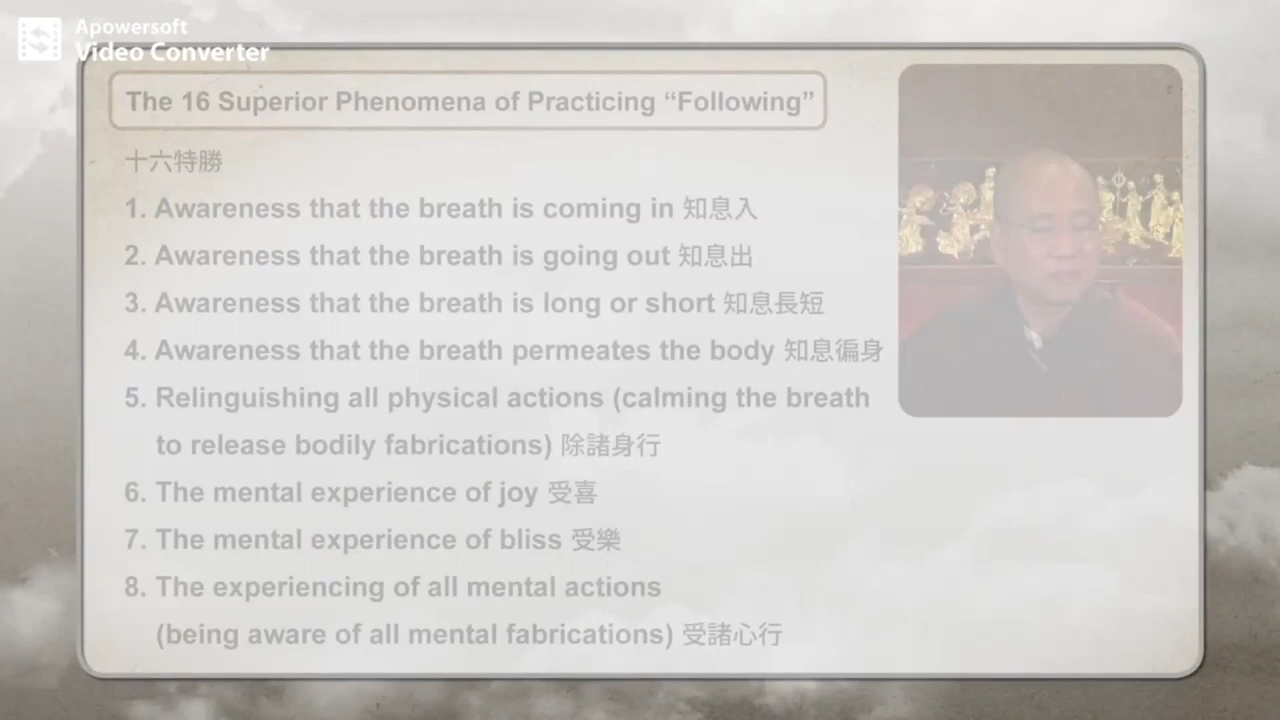 Apowersoft
Video Converter
The 16 Superior Phenomena of Practicing “Following”
十六特勝
1. Awareness that the breath is coming in 知息入
2. Awareness that the breath is going out 知息出
3. Awareness that the breath is long or short 知息長短
4. Awareness that the breath permeates the body 知息徧身
5. Relinguishing all physical actions (calming the breath
to release bodily fabrications) 除諸身行
6. The mental experience of joy 受喜
7. The mental experience of bliss 受樂
8. The experiencing of all mental actions
(being aware of all mental fabrications) 受諸心行